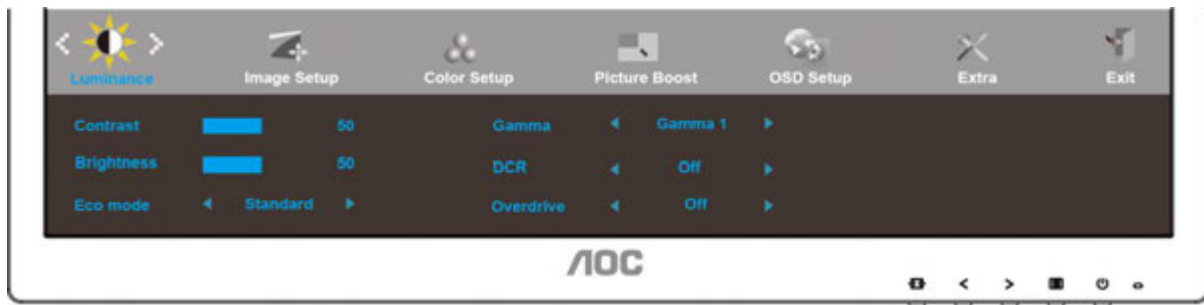 Luminance Image Setup Color Setup Picture Boost OSD Setup Extra Exit
Contrast 50 Gamma Gamma 1
Brightness 50 DCR Off
Eco mode Standard Overdrive Off
AOC